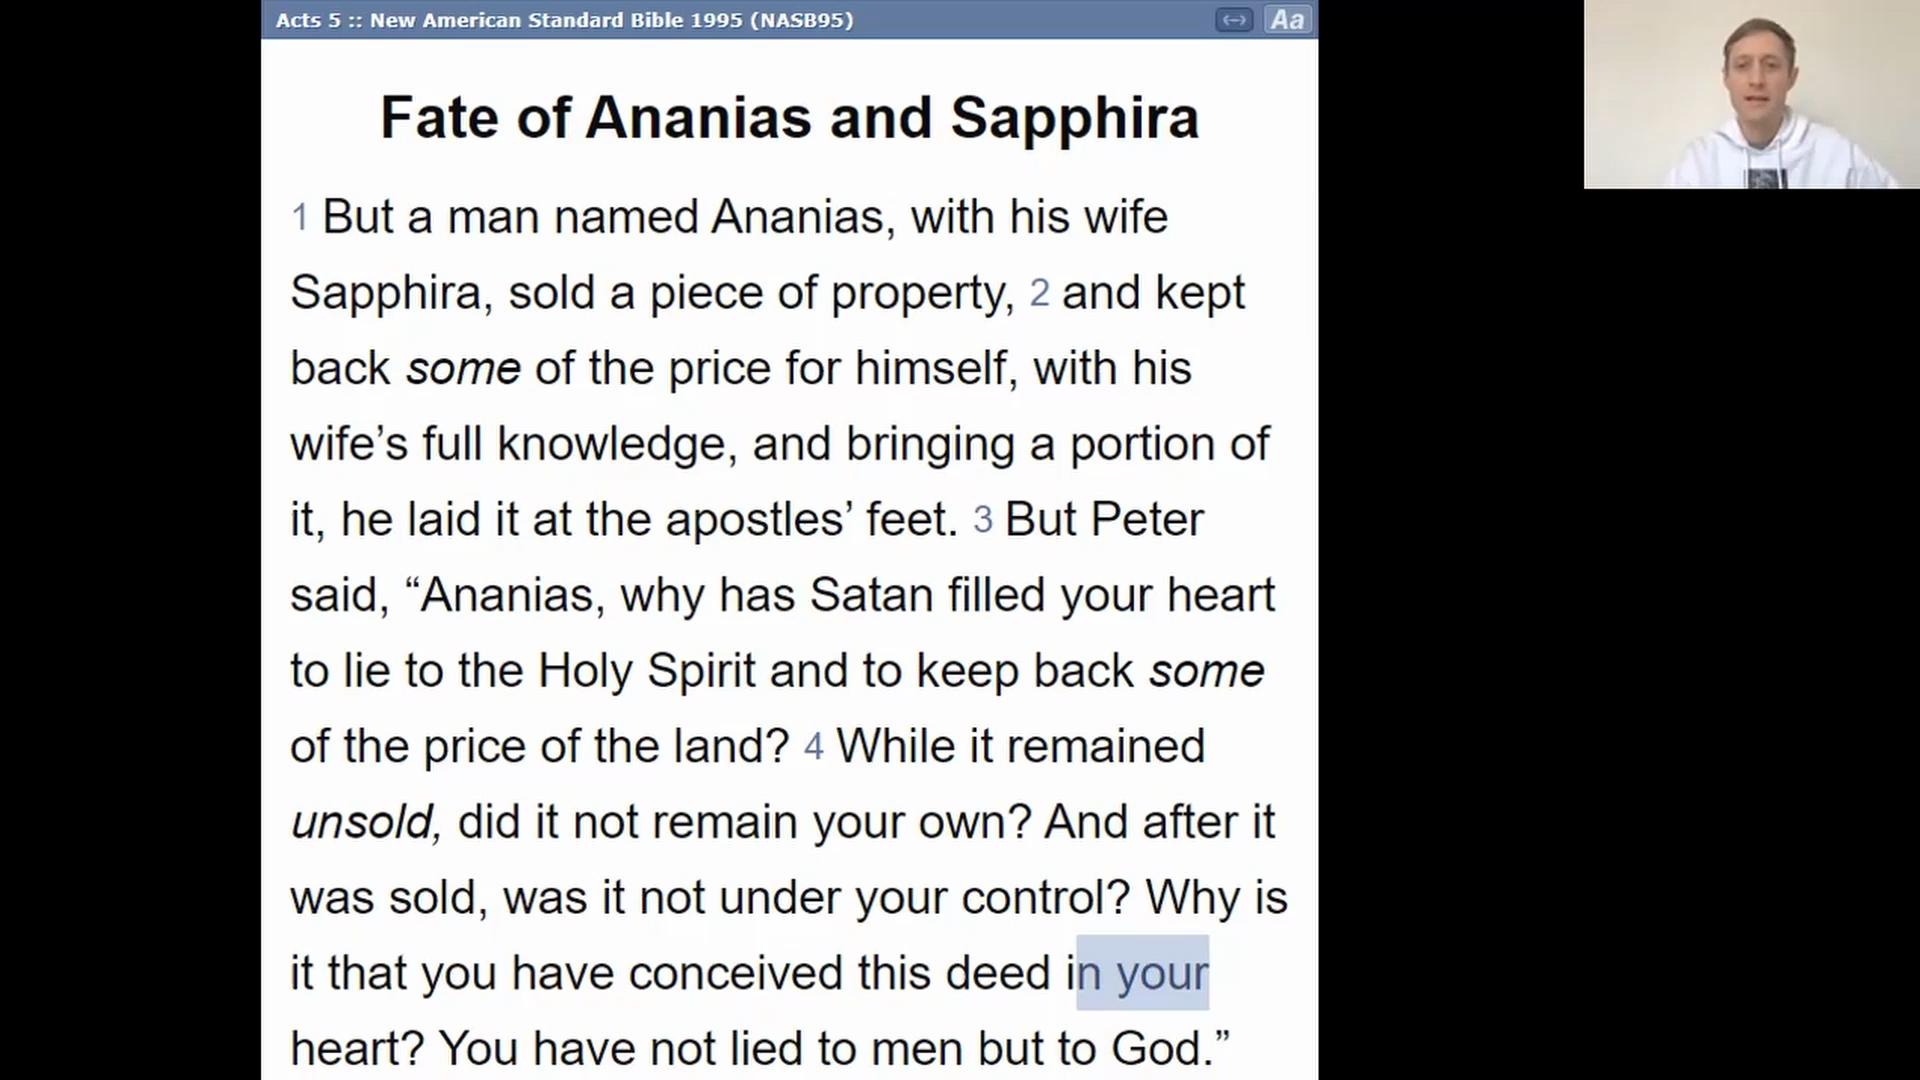 Acts 5 :: New American Standard Bible 1995 (NASB95)
Aa
Fate of Ananias and Sapphira
1 But a man named Ananias, with his wife
Sapphira, sold a piece of property, 2 and kept
back some of the price for himself, with his
wife’s full knowledge, and bringing a portion of
it, he laid it at the apostles’ feet. 3 But Peter
said, “Ananias, why has Satan filled your heart
to lie to the Holy Spirit and to keep back some
of the price of the land? 4 While it remained
unsold, did it not remain your own? And after it
was sold, was it not under your control? Why is
it that you have conceived this deed in your
heart? You have not lied to men but to God.”